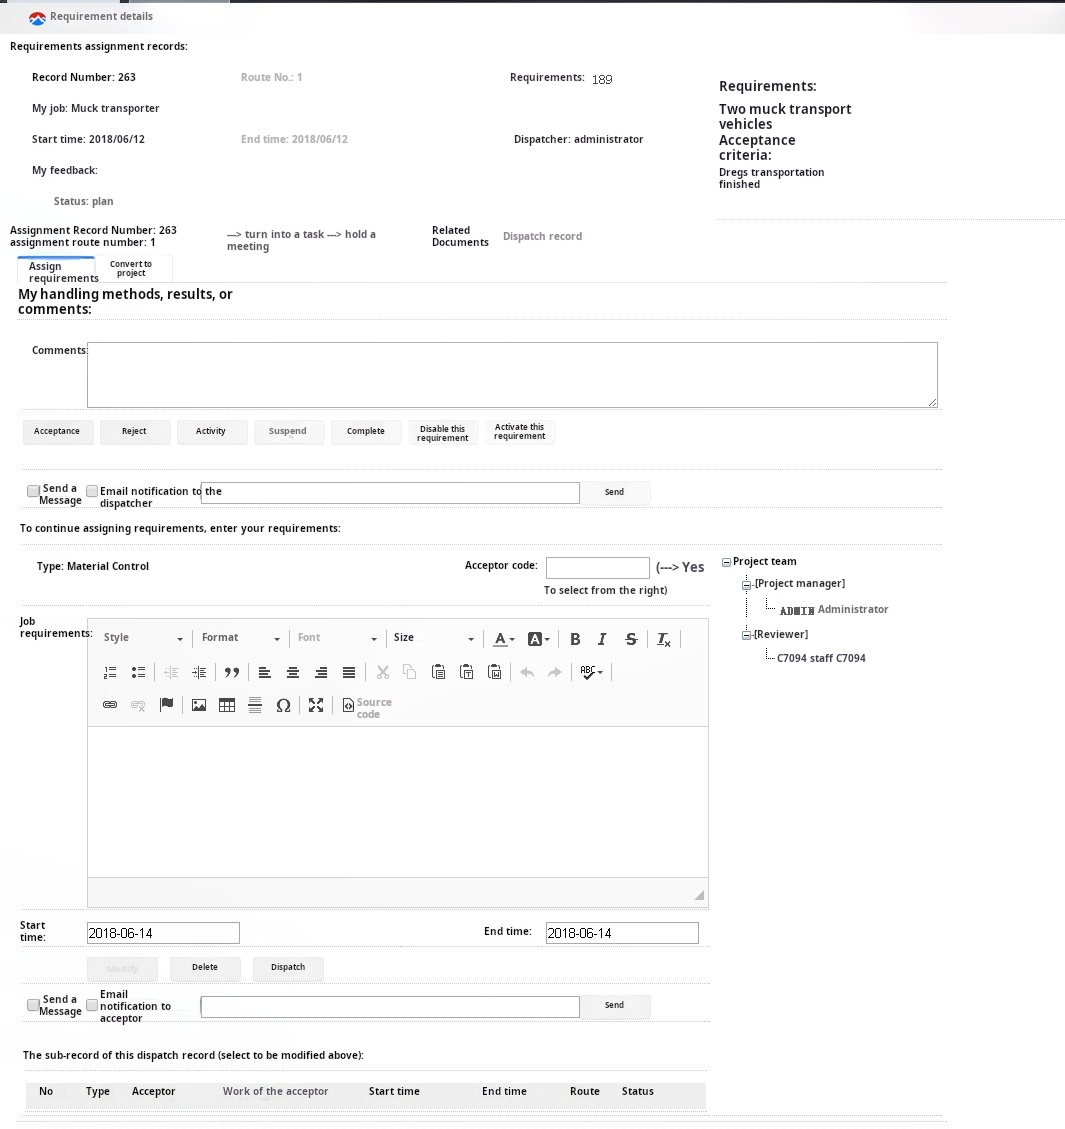 Requirement details
Requirements assignment records:
Record Number: 263
Route No.: 1
Requirements: 189
My job: Muck transporter
Start time: 2018/06/12
End time: 2018/06/12
Dispatcher: administrator
My feedback:
Status: plan
Requirements:
Two muck transport
vehicles
Acceptance
criteria:
Dregs transportation
finished
Assignment Record Number: 263
assignment route number: 1
---> turn into a task ---> hold a
meeting
Related
Documents
Dispatch record
Assign
requirements
Convert to
project
My handling methods, results, or
comments:
Comments:
Acceptance
Reject
Activity
Suspend
Complete
Disable this
requirement
Activate this
requirement
Send a
Message
Email notification to the
dispatcher
Send
To continue assigning requirements, enter your requirements:
Type: Material Control
Acceptor code:
(---> Yes
To select from the right)
Project team
[Project manager]
ADMIN Administrator
[Reviewer]
C7094 staff C7094
Job
requirements:
Style
Format
Font
Size
A
A
B
I
S
Tx
ABC
Source
code
Start
time:
2018-06-14
End time:
2018-06-14
Modify
Delete
Dispatch
Send a
Message
Email
notification to
acceptor
Send
The sub-record of this dispatch record (select to be modified above):
No
Type
Acceptor
Work of the acceptor
Start time
End time
Route
Status